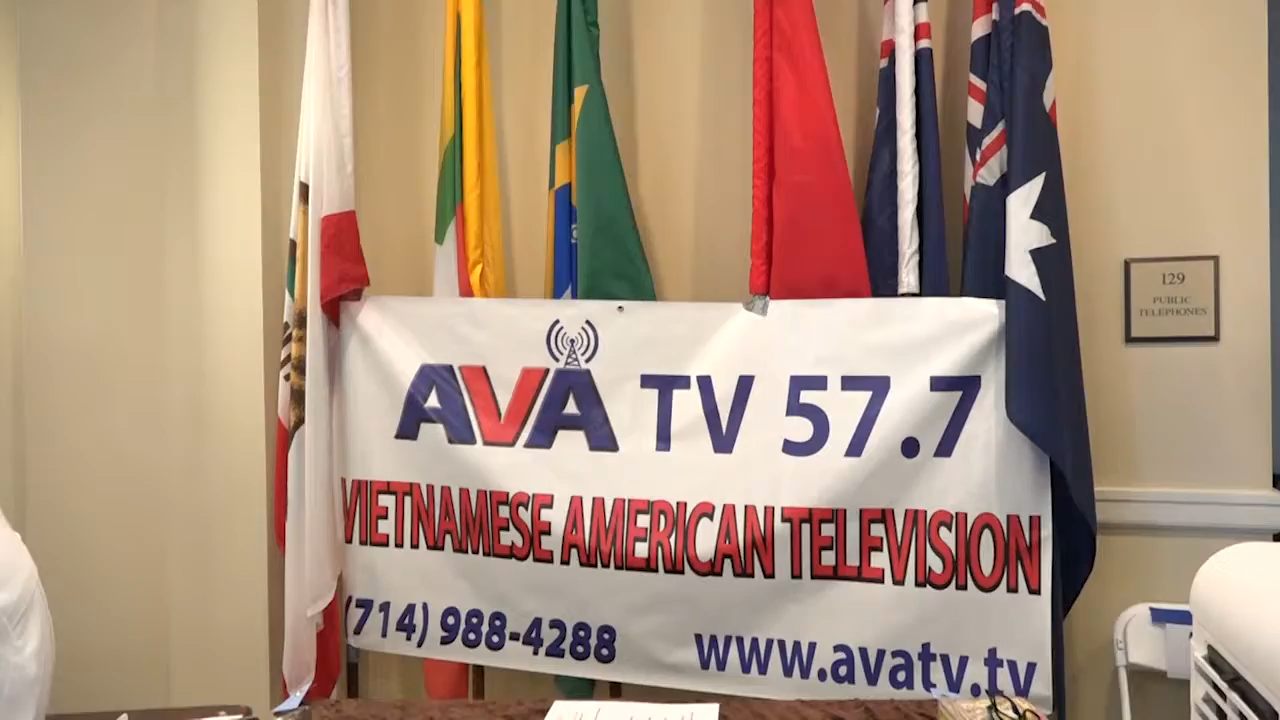 AVA TV 57.7
VIETNAMESE AMERICAN TELEVISION
(714) 988-4288 www.avatv.tv
129
PUBLIC
TELEPHONES